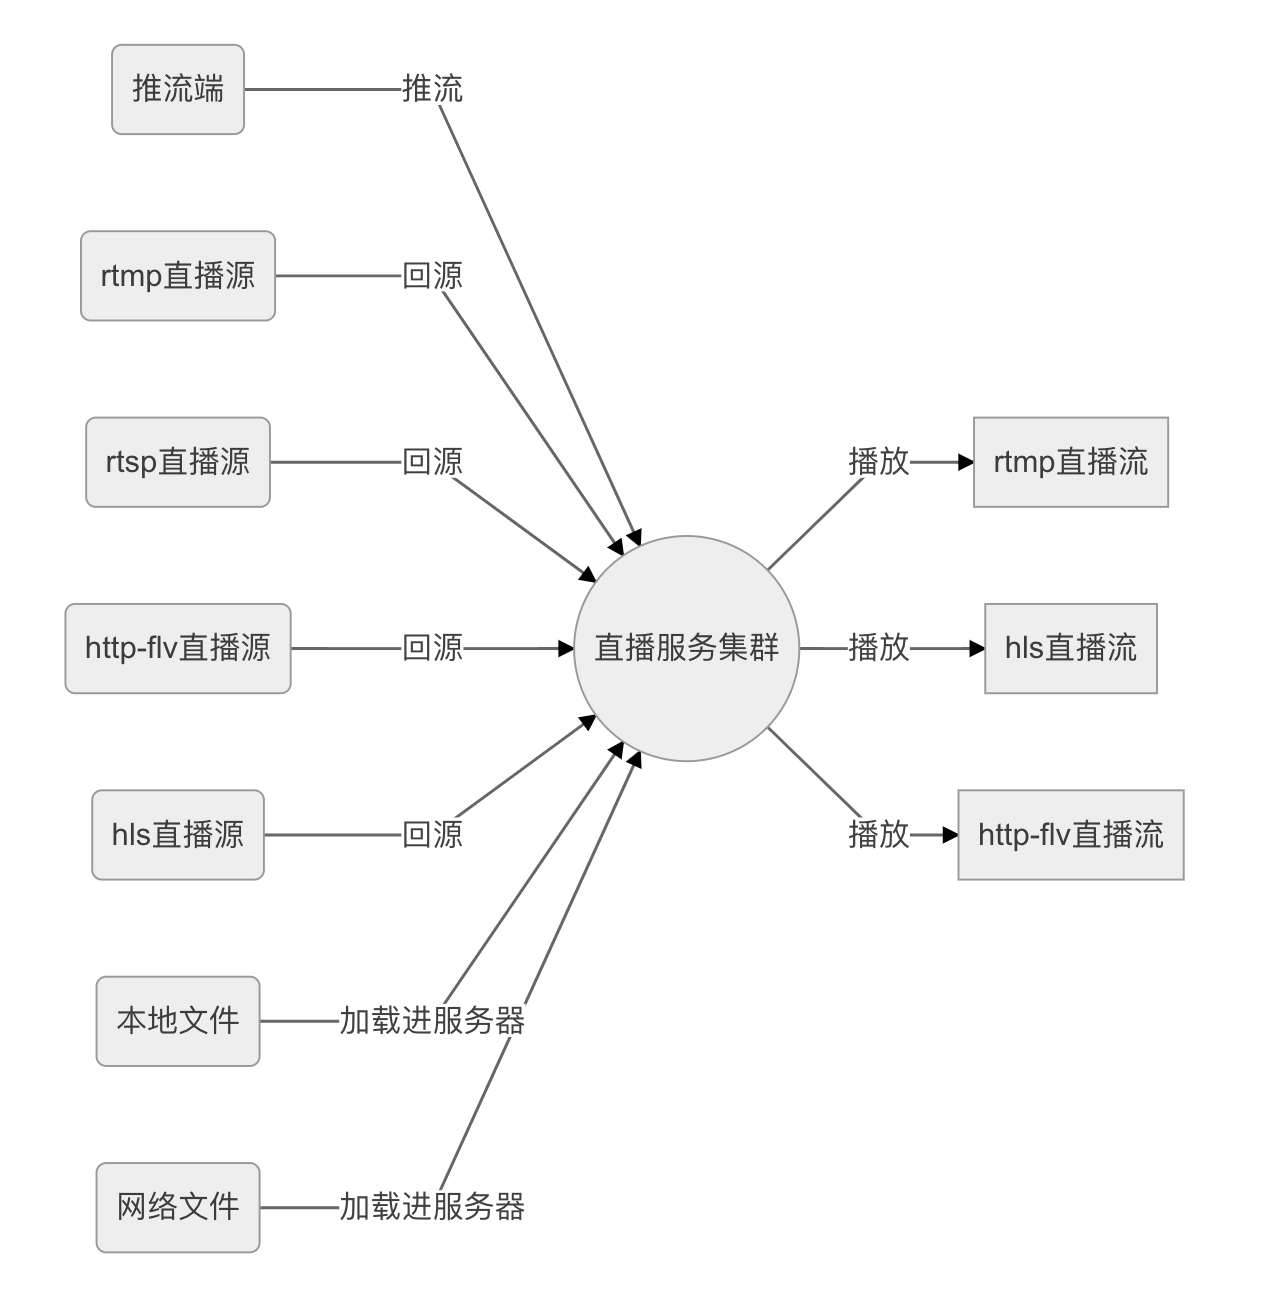 推流端
推流
rtmp直播源
回源
rtsp直播源
回源
播放
rtmp直播流
http-flv直播源
回源
直播服务集群
播放
hls直播流
hls直播源
回源
播放
http-flv直播流
本地文件
加载进服务器
网络文件
加载进服务器